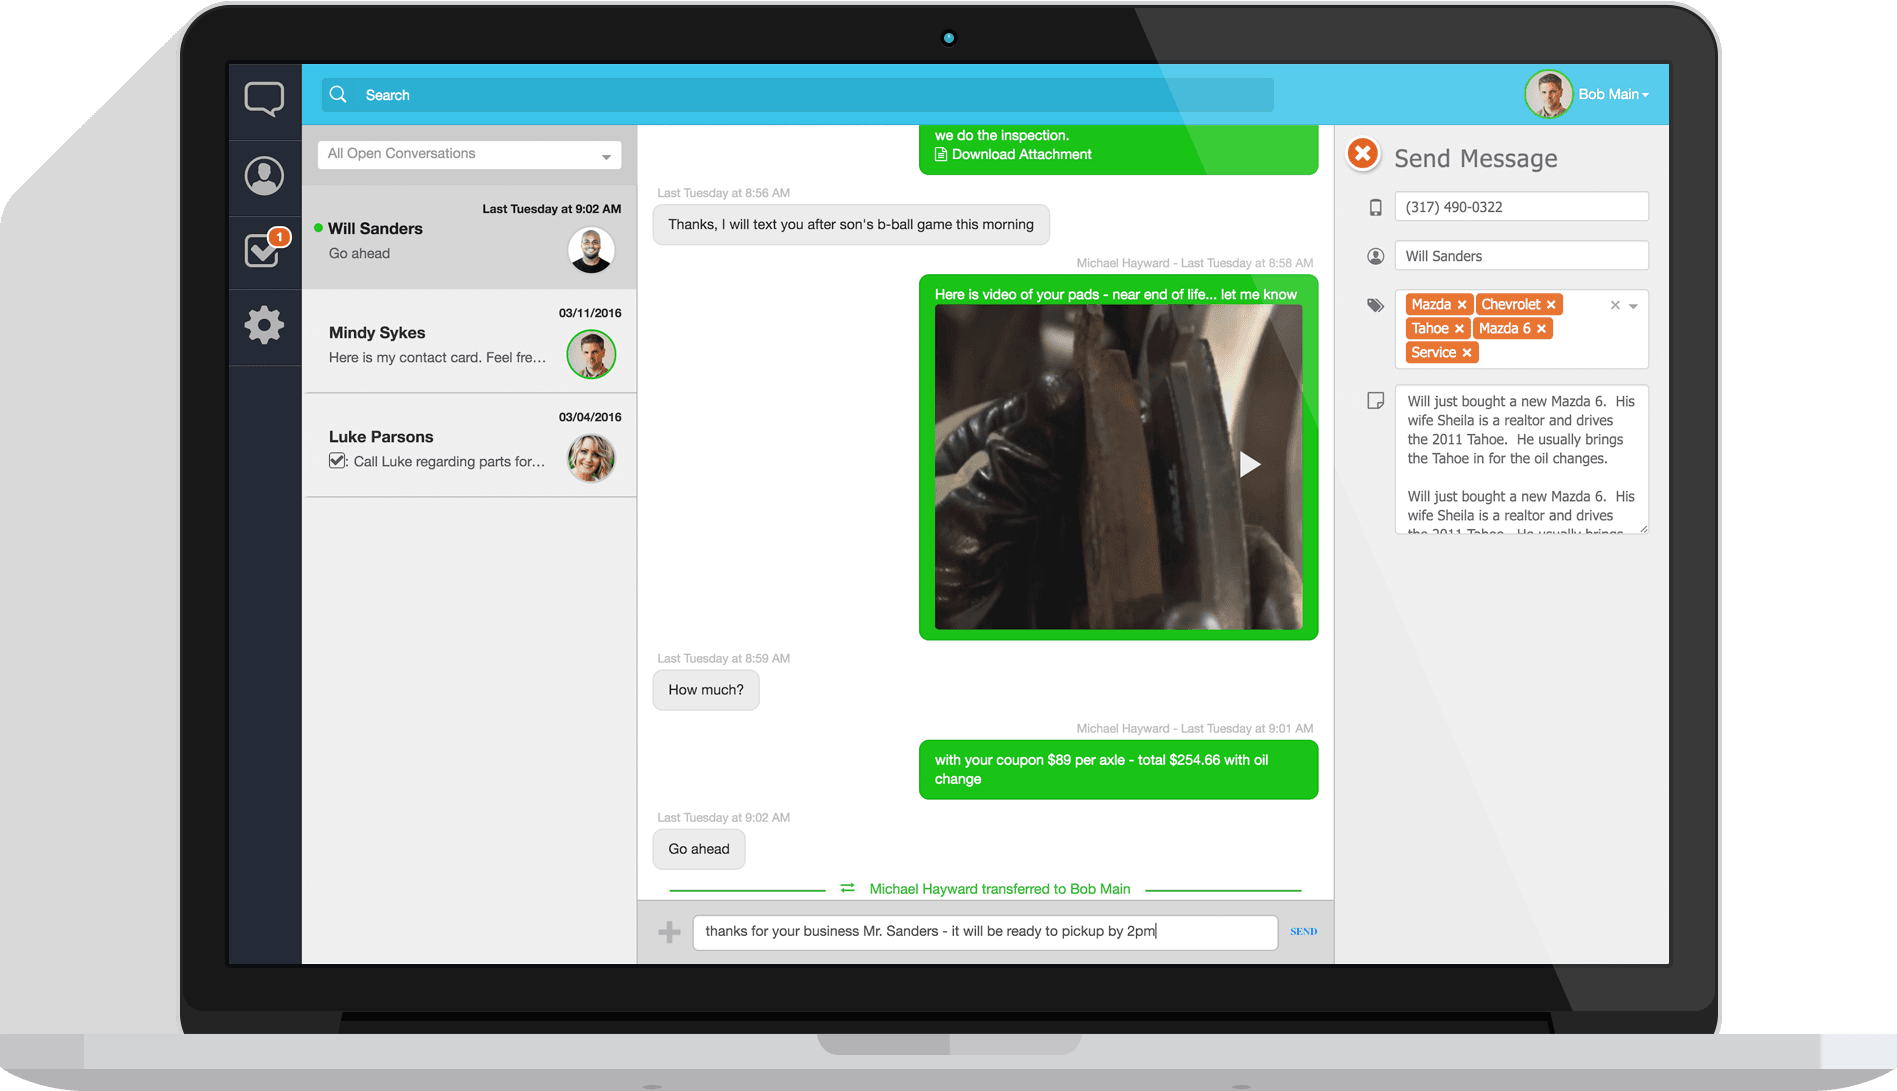 Search
Bob Main
All Open Conversations
1
Last Tuesday at 9:02 AM
Will Sanders
Go ahead
03/11/2016
Mindy Sykes
Here is my contact card. Feel fre...
03/04/2016
Luke Parsons
: Call Luke regarding parts for...
we do the inspection.
Download Attachment
Last Tuesday at 8:56 AM
Thanks, I will text you after son's b-ball game this morning
Michael Hayward - Last Tuesday at 8:58 AM
Here is video of your pads - near end of life... let me know
Last Tuesday at 8:59 AM
How much?
Michael Hayward - Last Tuesday at 9:01 AM
with your coupon $89 per axle - total $254.66 with oil
change
Last Tuesday at 9:02 AM
Go ahead
Michael Hayward transferred to Bob Main
thanks for your business Mr. Sanders - it will be ready to pickup by 2pm
SEND
Send Message
(317) 490-0322
Will Sanders
Mazda × Chevrolet ×
Tahoe × Mazda 6 ×
Service ×
Will just bought a new Mazda 6. His
wife Sheila is a realtor and drives
the 2011 Tahoe. He usually brings
the Tahoe in for the oil changes.
Will just bought a new Mazda 6. His
wife Sheila is a realtor and drives
the 2011 Tahoe. He usually brings